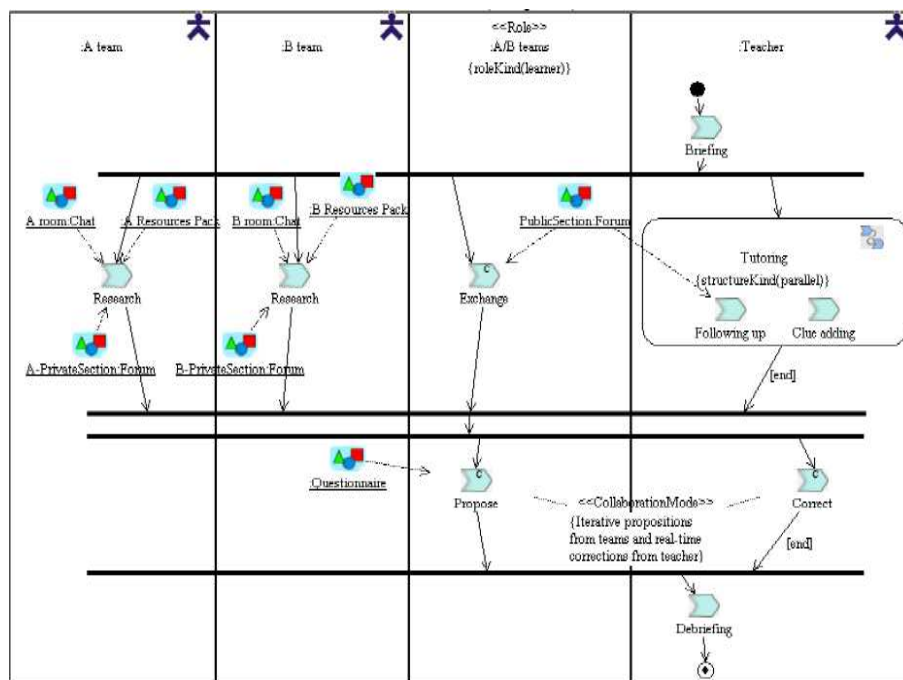 :A team
:B team
<<Role>>
:A/B teams
{roleKind(learner)}
:Teacher
Briefing
A room:Chat
:A Resources Pack
B room:Chat
:B Resources Pack
PublicSection:Forum
Tutoring
{structureKind(parallel)}
Research
Research
Exchange
Following up
Clue adding
A-PrivateSection:Forum
B-PrivateSection:Forum
[end]
:Questionnaire
C
C
C
Propose
<<CollaborationMode>>
Correct
{Iterative propositions
from teams and real-time
corrections from teacher}
[end]
Debriefing